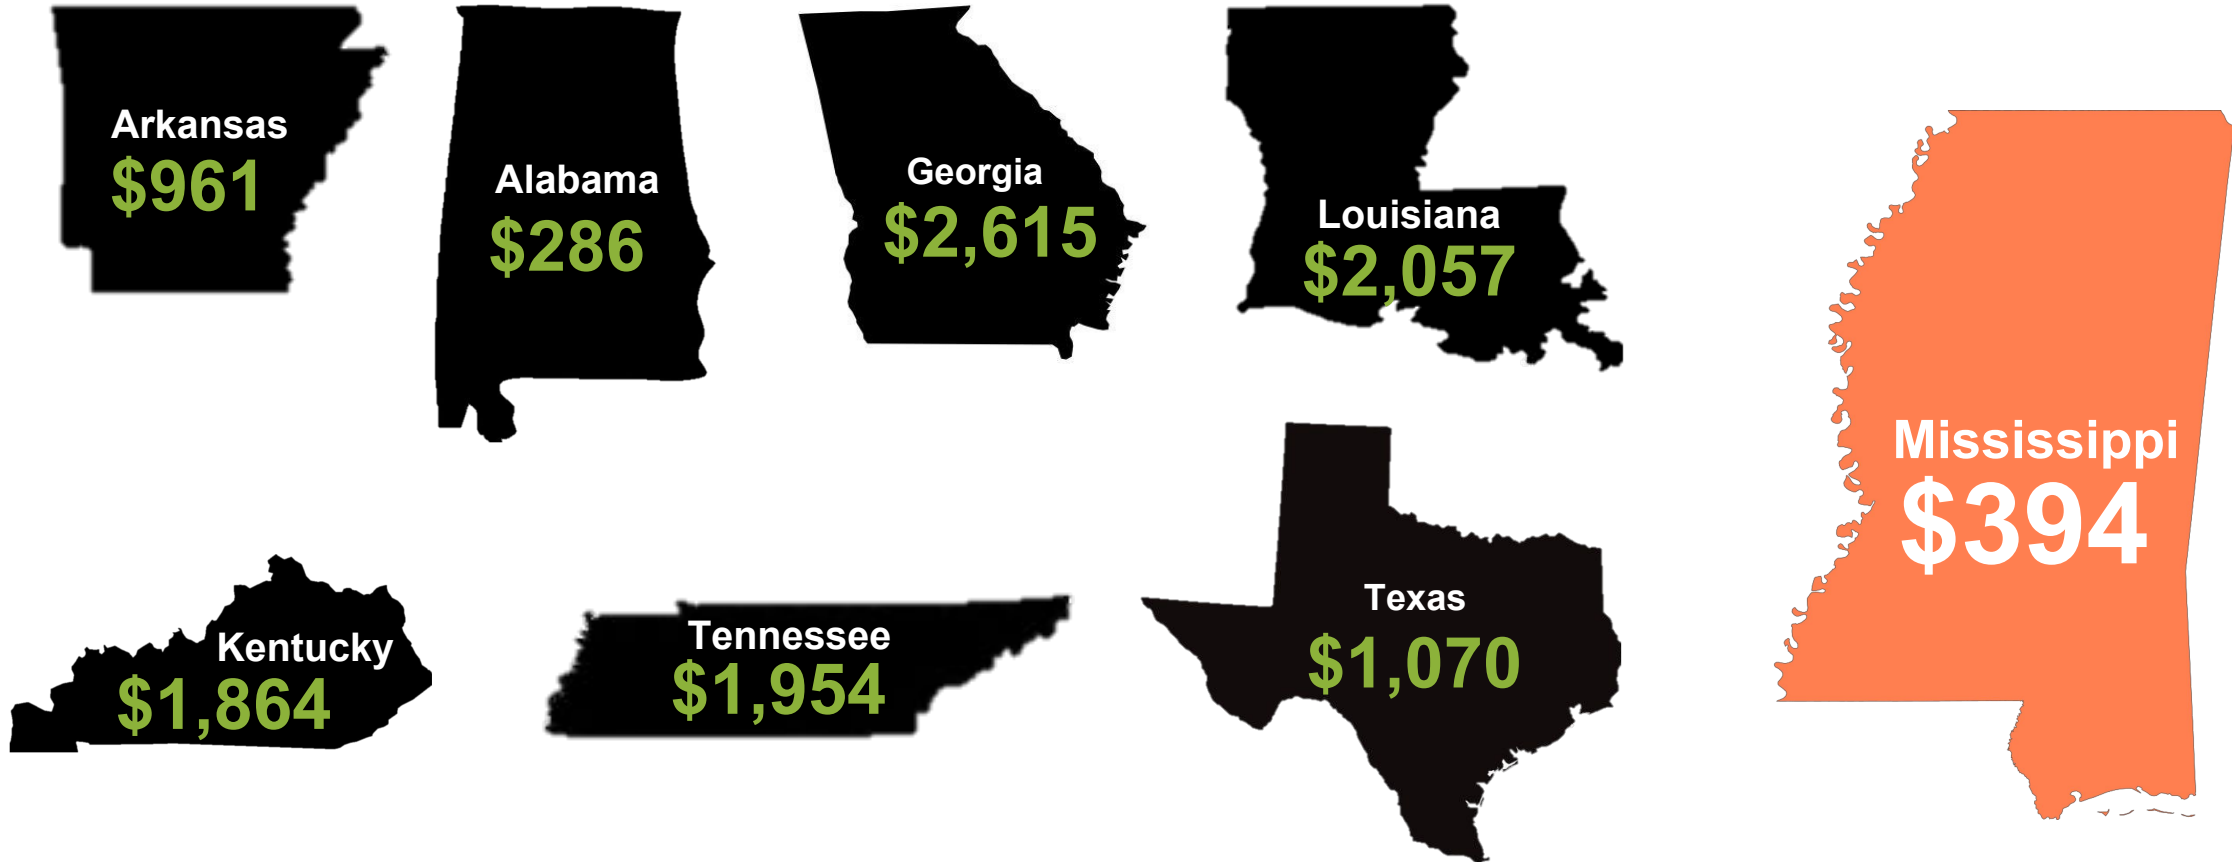 Arkansas
$961
Alabama
$286
Georgia
$2,615
Louisiana
$2,057
Mississippi
$394
Kentucky
$1,864
Tennessee
$1,954
Texas
$1,070